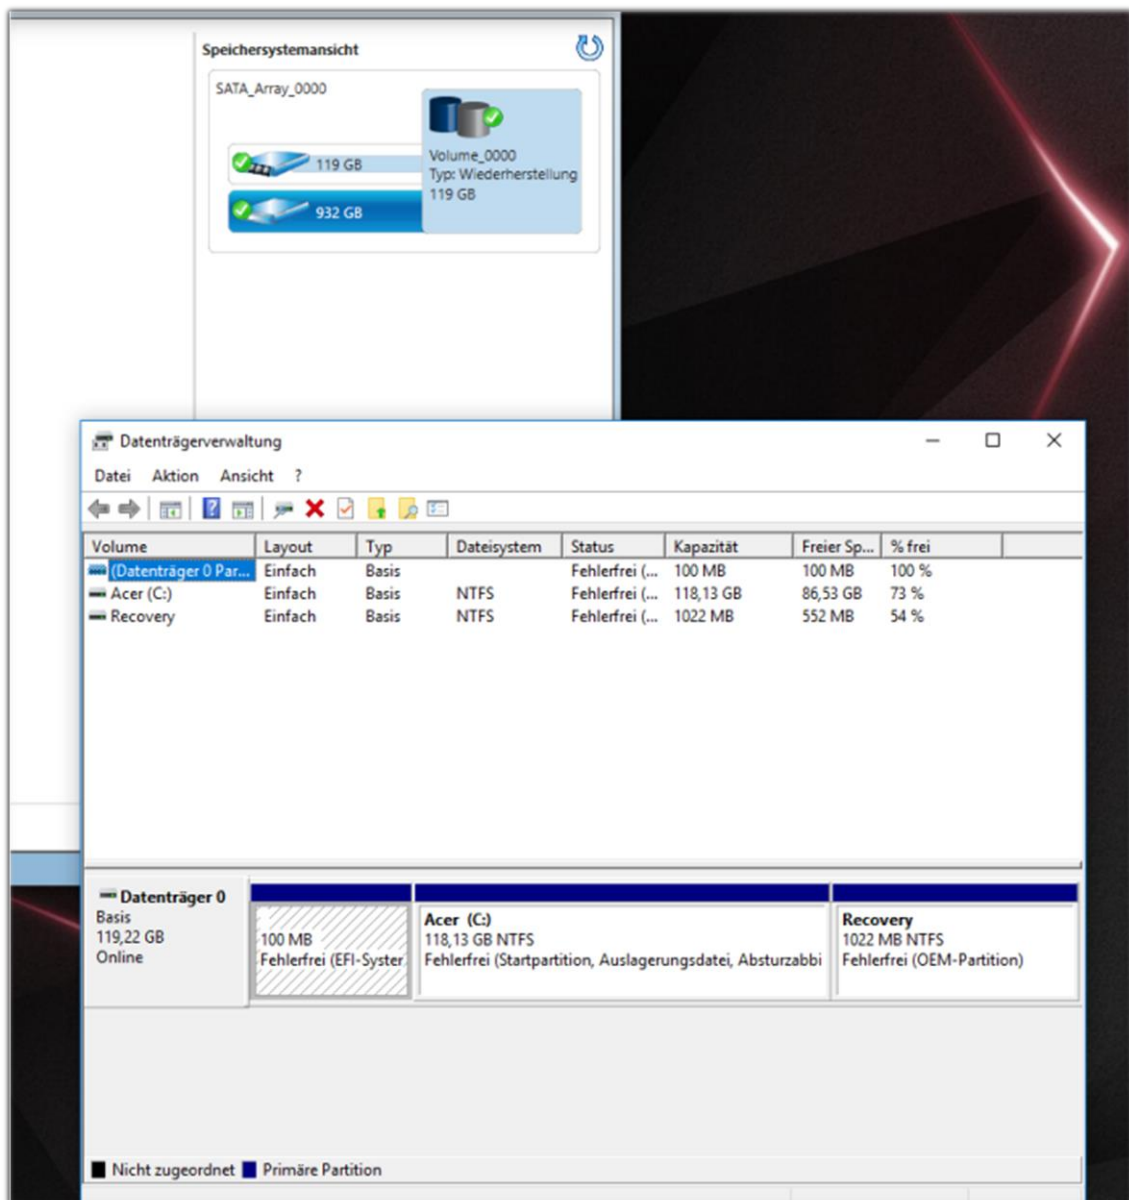 Speichersystemansicht
SATA_Array_0000
119 GB
932 GB
Volume_0000
Typ: Wiederherstellung
119 GB
Datenträgerverwaltung
Datei Aktion Ansicht ?
Volume Layout Typ Dateisystem Status Kapazität Freier Sp... % frei
(Datenträger 0 Par... Einfach Basis Fehlerfrei (... 100 MB 100 MB 100 %
Acer (C:) Einfach Basis NTFS Fehlerfrei (... 118,13 GB 86,53 GB 73 %
Recovery Einfach Basis NTFS Fehlerfrei (... 1022 MB 552 MB 54 %
Datenträger 0
Basis
119,22 GB
Online
100 MB
Fehlerfrei (EFI-Syster
Acer (C:)
118,13 GB NTFS
Fehlerfrei (Startpartition, Auslagerungsdatei, Absturzabbi
Recovery
1022 MB NTFS
Fehlerfrei (OEM-Partition)
Nicht zugeordnet Primäre Partition